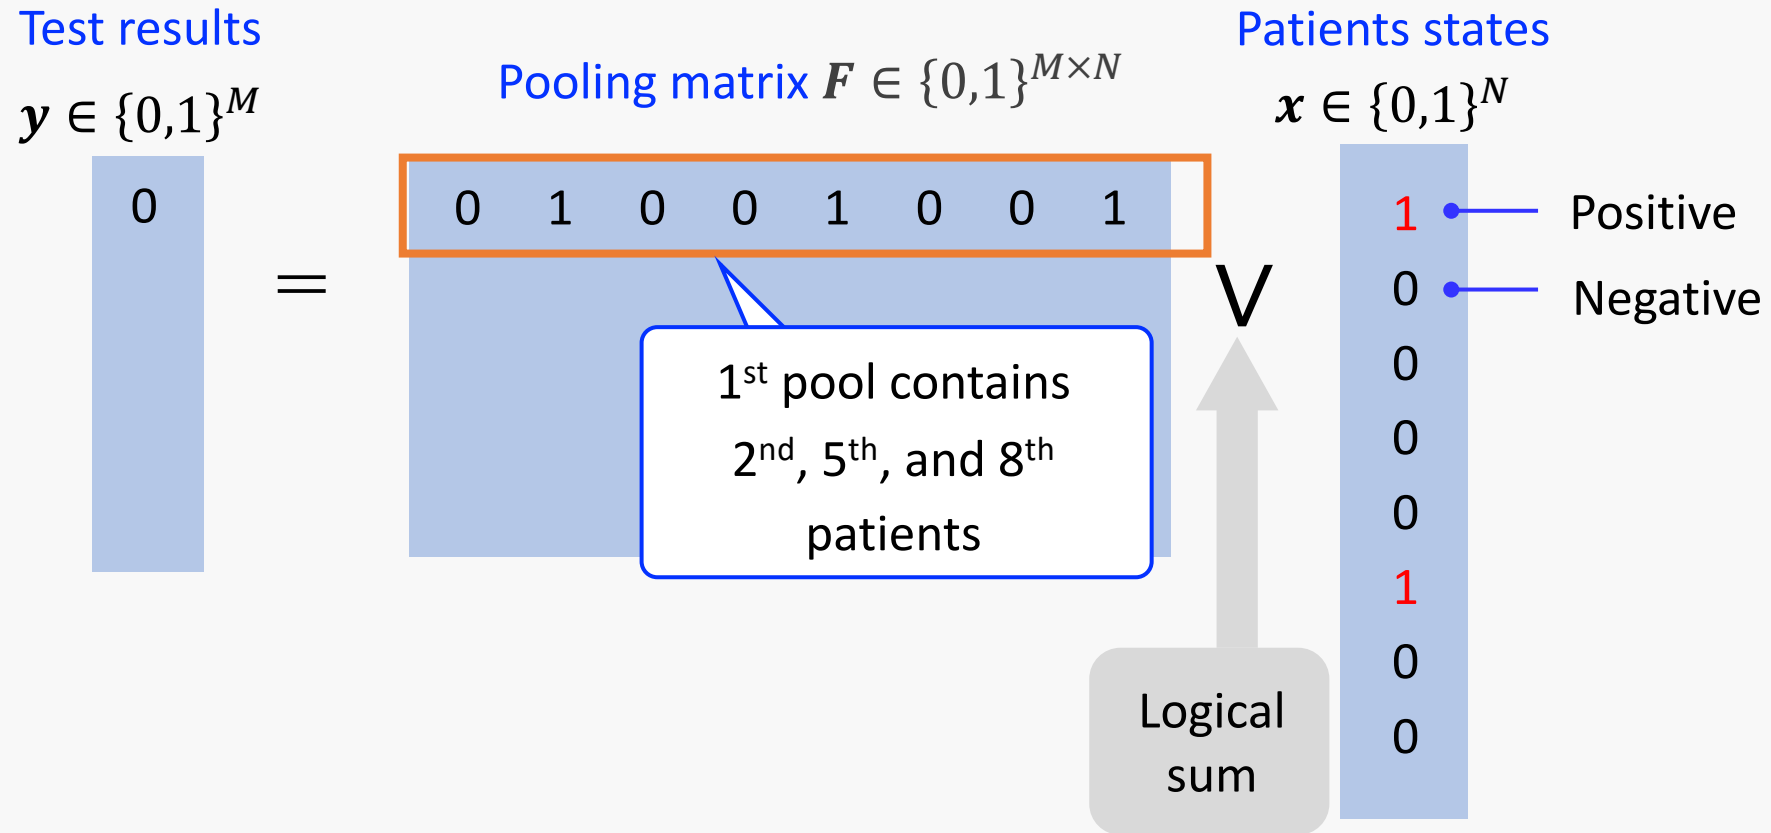 Test results
y ∈ {0,1}^M
Pooling matrix F ∈ {0,1}^{M×N}
Patients states
x ∈ {0,1}^N
0
=
0 1 0 0 1 0 0 1
∨
1
0
0
0
0
1
0
0
Positive
Negative
1st pool contains
2nd, 5th, and 8th
patients
Logical
sum